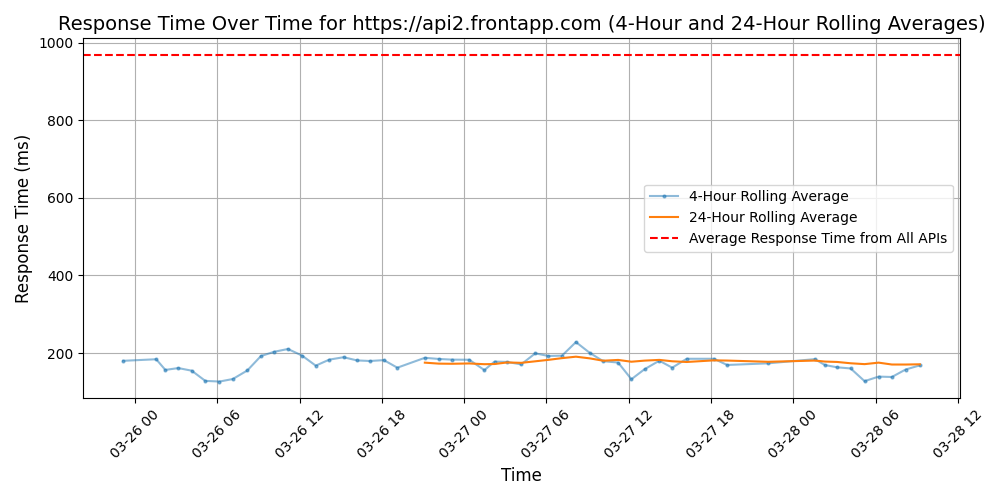 Response Time Over Time for https://api2.frontapp.com (4-Hour and 24-Hour Rolling Averages)
Response Time (ms)
1000
800
600
400
200
4-Hour Rolling Average
24-Hour Rolling Average
Average Response Time from All APIs
03-26 00
03-26 06
03-26 12
03-26 18
03-27 00
03-27 06
03-27 12
03-27 18
03-28 00
03-28 06
03-28 12
Time